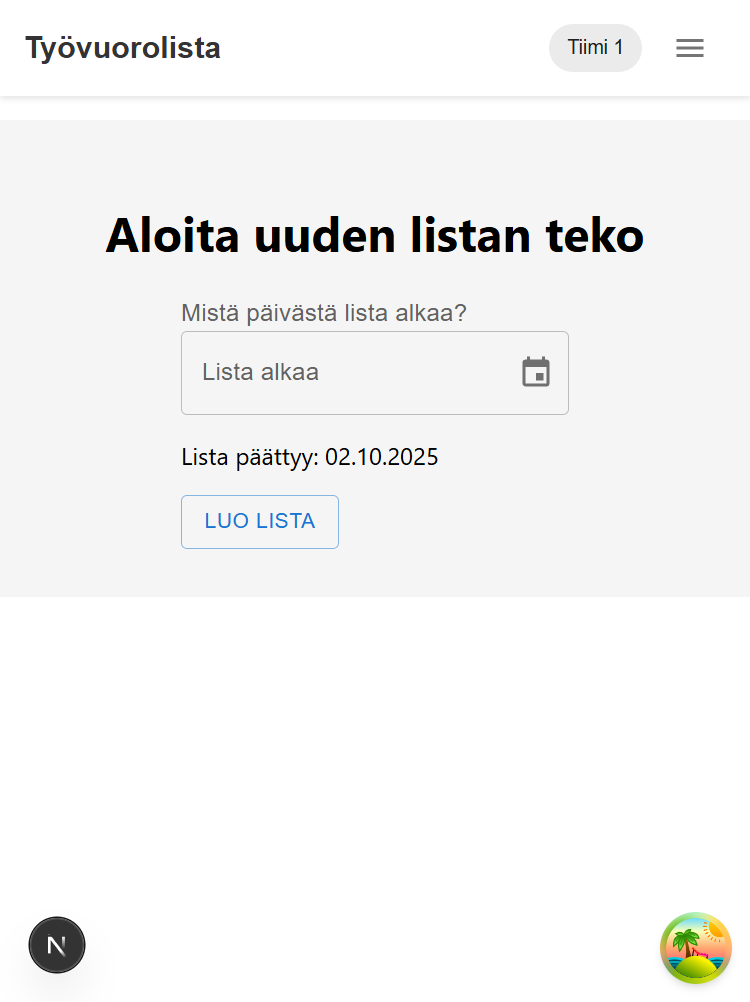 Työvuorolista
Tiimi 1
Aloita uuden listan teko
Mistä päivästä lista alkaa?
Lista alkaa
Lista päättyy: 02.10.2025
LUO LISTA
N